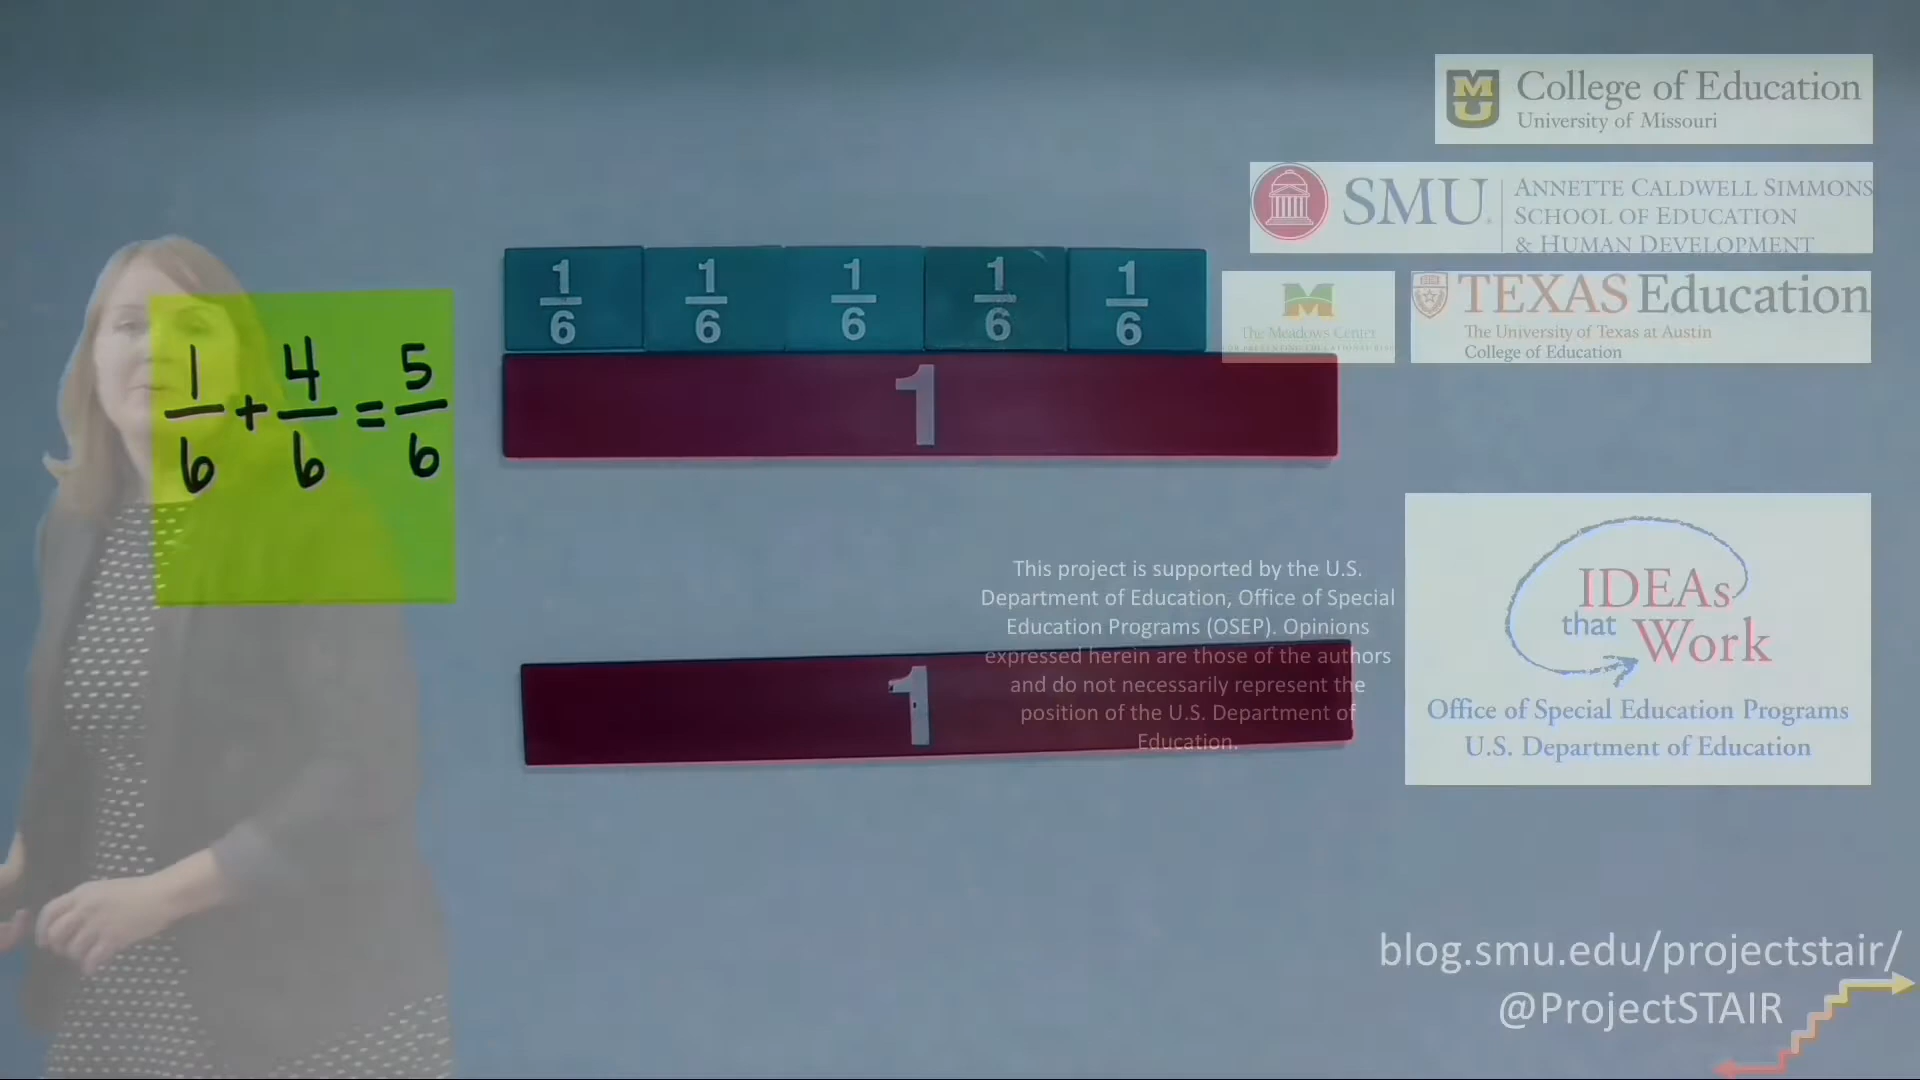 1/6 + 4/6 = 5/6
1/6 1/6 1/6 1/6 1/6
1
1
MU
College of Education
University of Missouri
SMU.
ANNETTE CALDWELL SIMMONS
SCHOOL OF EDUCATION
& HUMAN DEVELOPMENT
The Meadows Center
TEXAS Education
The University of Texas at Austin
College of Education
This project is supported by the U.S.
Department of Education, Office of Special
Education Programs (OSEP). Opinions
expressed herein are those of the authors
and do not necessarily represent the
position of the U.S. Department of
Education.
IDEAs
that Work
Office of Special Education Programs
U.S. Department of Education
blog.smu.edu/projectstair/
@ProjectSTAIR